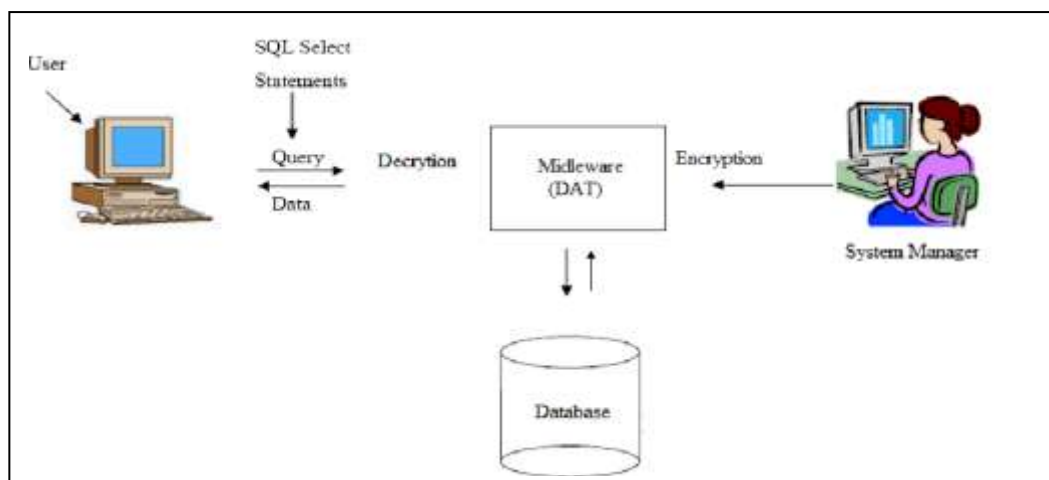 User
SQL Select
Statements
Query
Data
Decrytion
Midleware
(DAT)
Encryption
System Manager
Database